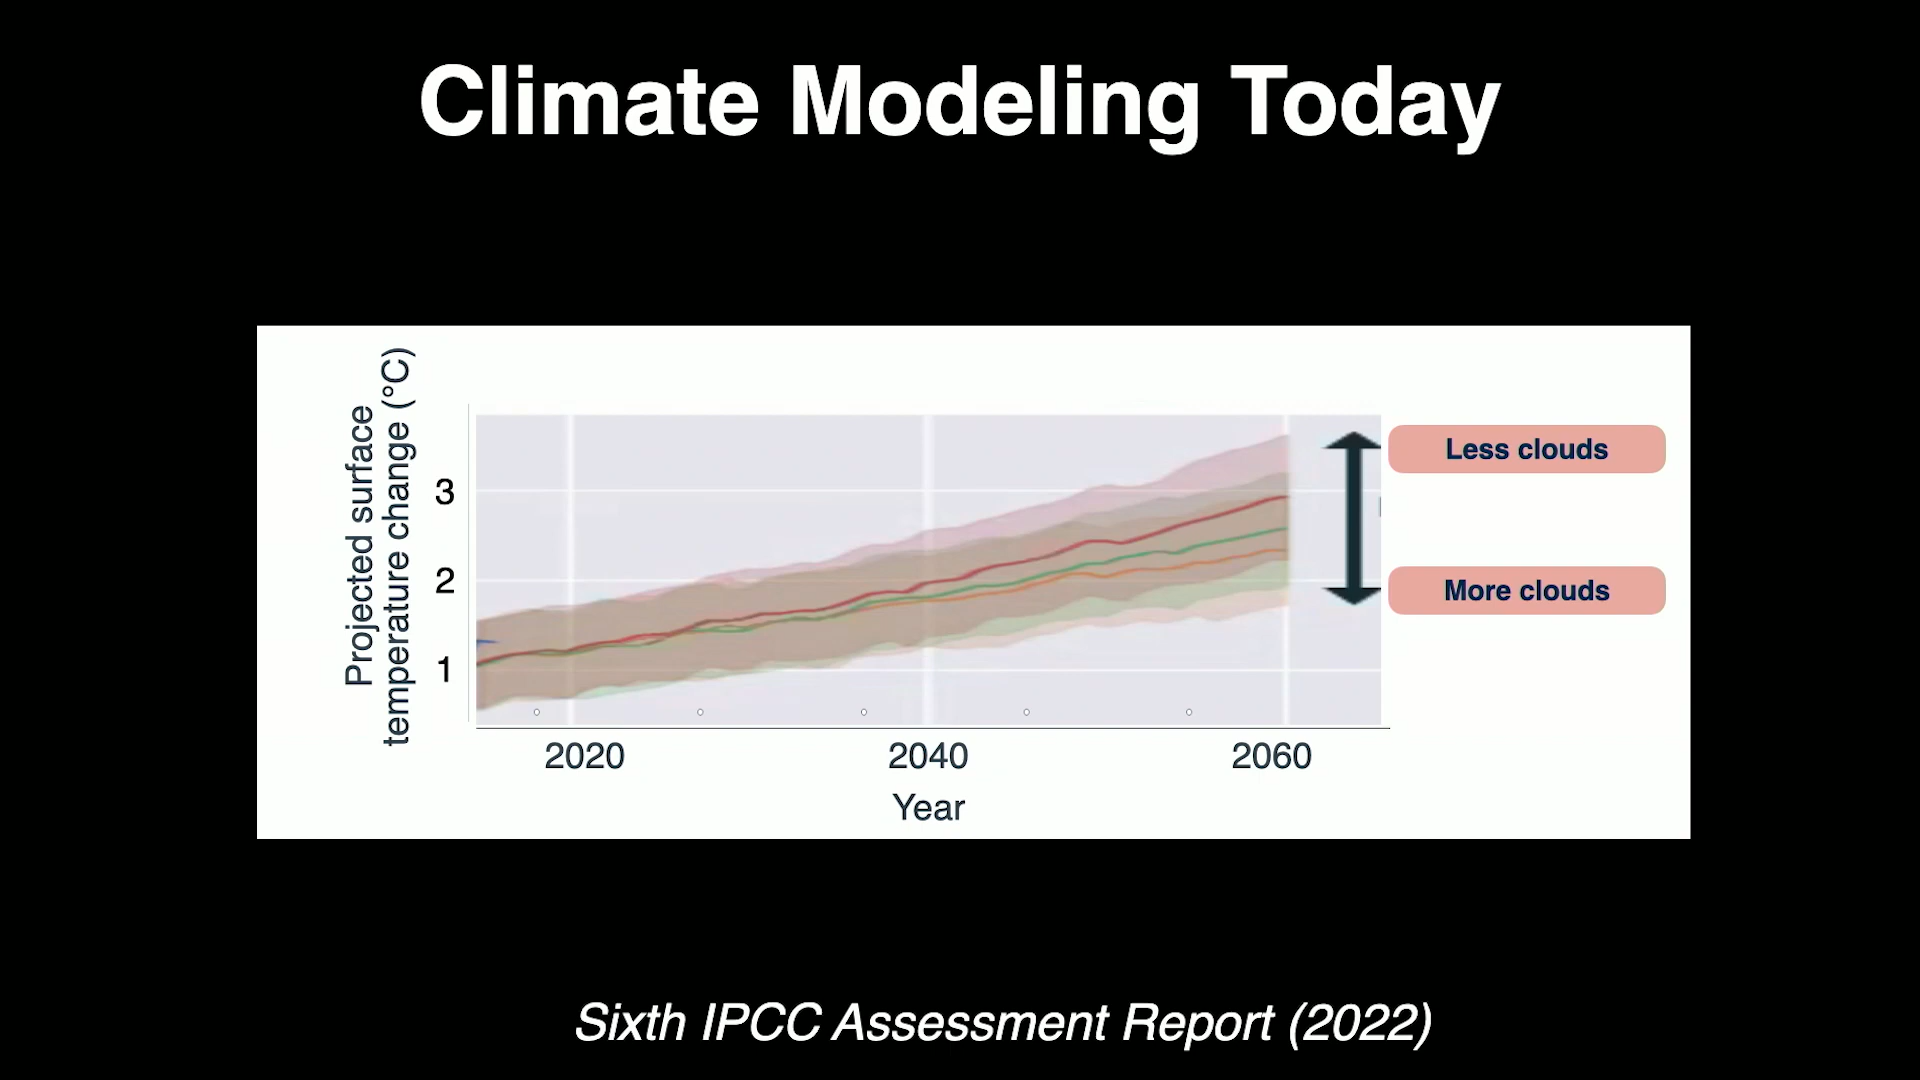 Climate Modeling Today
Projected surface
temperature change (°C)
3
2
1
Less clouds
More clouds
2020 2040 2060
Year
Sixth IPCC Assessment Report (2022)